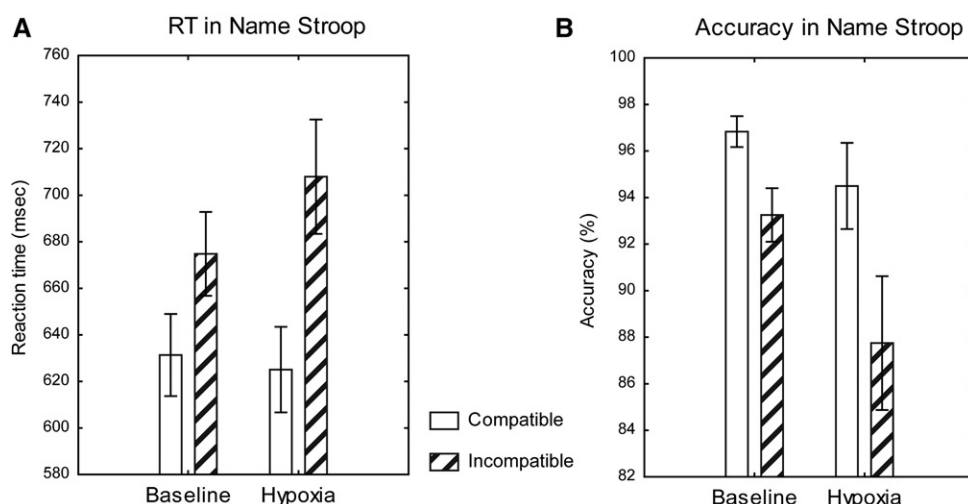 A
RT in Name Stroop
760
740
720
700
680
660
640
620
600
580
Reaction time (msec)
Baseline
Hypoxia
Compatible
Incompatible
B
Accuracy in Name Stroop
100
98
96
94
92
90
88
86
84
82
Accuracy (%)
Baseline
Hypoxia